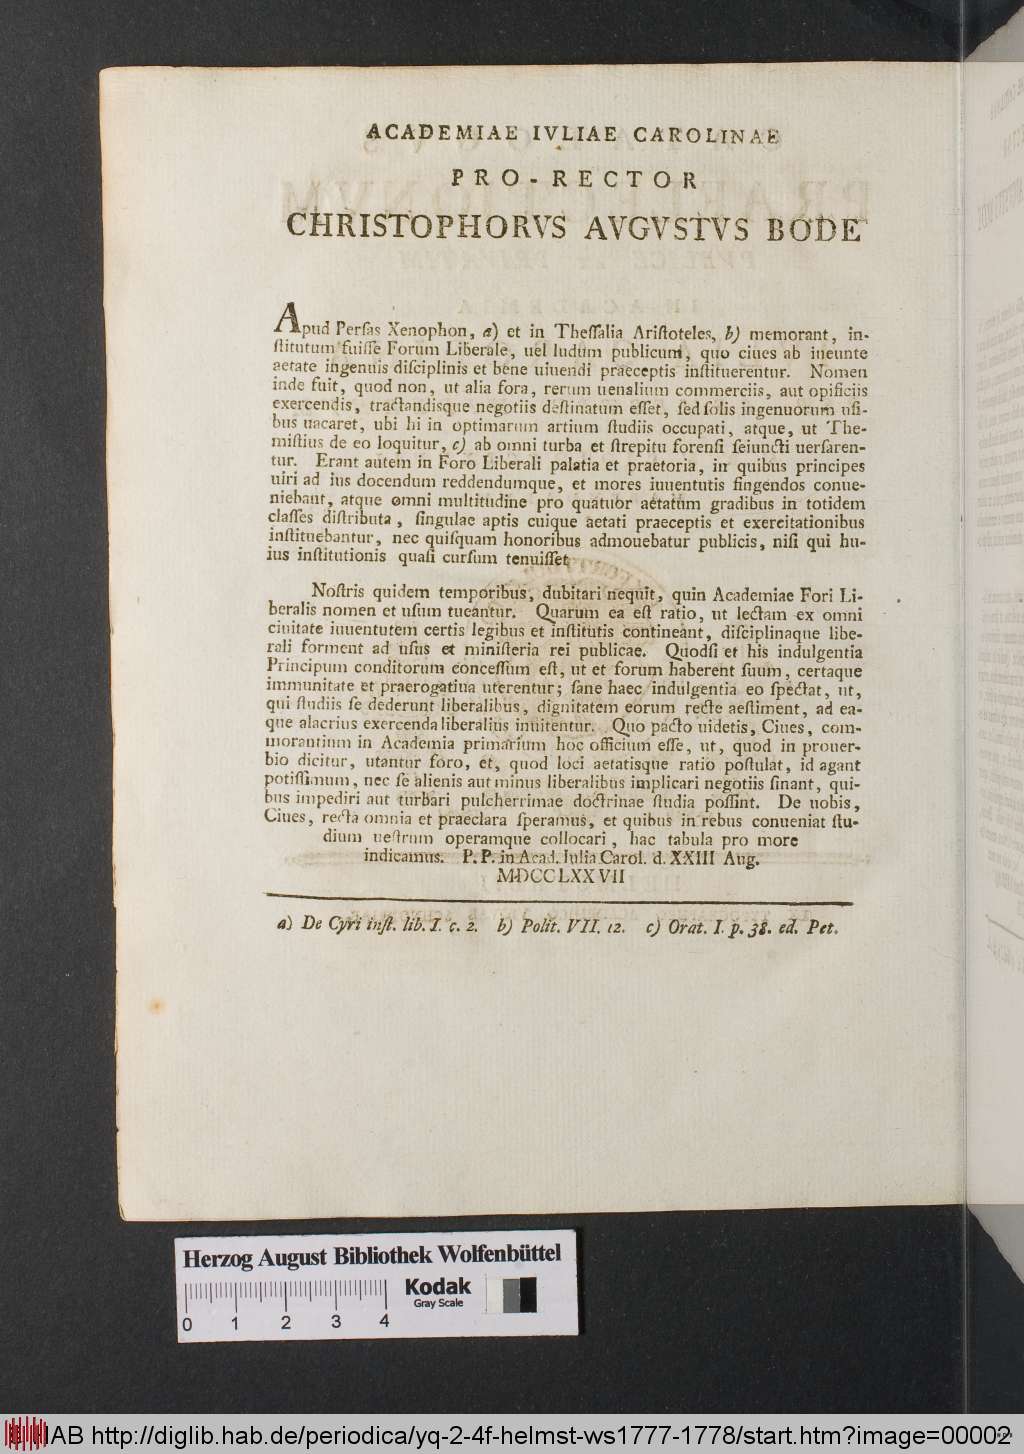 ACADEMIAE IVLIAE CAROLINAE
PRO-RECTOR
CHRISTOPHORVS AVGVSTVS BODE
Apud Perſas Xenophon, a) et in Theſſalia Ariſtoteles, b) memorant, in-
ſtitutum fuiſſe Forum Liberale, uel ludum publicum, quo ciues ab ineunte
aetate ingenuis diſciplinis et bene uiuendi praeceptis inſtituerentur. Nomen
inde fuit, quod non, ut alia fora, rerum uenalium commerciis, aut opificiis
exercendis, tractandisque negotiis deſtinatum eſſet, ſed ſolis ingenuorum uſi-
bus uacaret, ubi hi in optimarum artium ſtudiis occupati, atque, ut The-
miſtius de eo loquitur, c) ab omni turba et ſtrepitu forenſi ſeiuncti uerſaren-
tur. Erant autem in Foro Liberali palatia et praetoria, in quibus principes
uiri ad ius docendum reddendumque, et mores iuuentutis fingendos conue-
niebant, atque omni multitudine pro quatuor aetatum gradibus in totidem
claſſes diſtributa, ſingulae aptis cuique aetati praeceptis et exercitationibus
inſtituebantur, nec quiſquam honoribus admouebatur publicis, niſi qui hu-
ius inſtitutionis quaſi curſum tenuiſſet.
Noſtris quidem temporibus, dubitari nequit, quin Academiae Fori Li-
beralis nomen et uſum tueantur. Quarum ea eſt ratio, ut lectam ex omni
ciuitate iuuentutem certis legibus et inſtitutis contineant, diſciplinaque libe-
rali forment ad uſus et miniſteria rei publicae. Quodſi et his indulgentia
Principum conditorum conceſſum eſt, ut et forum haberent ſuum, certaque
immunitate et praerogatiua uterentur; ſane haec indulgentia eo ſpectat, ut,
qui ſtudiis ſe dederunt liberalibus, dignitatem eorum recte aeſtiment, ad ea-
que alacrius exercenda liberalius inuitentur. Quo pacto uidetis, Ciues, com-
morantium in Academia primarium hoc officium eſſe, ut, quod in prouer-
bio dicitur, utantur foro, et, quod loci aetatisque ratio poſtulat, id agant
potiſſimum, nec ſe alienis aut minus liberalibus implicari negotiis ſinant, qui-
bus impediri aut turbari pulcherrimae doctrinae ſtudia poſſint. De uobis,
Ciues, recta omnia et praeclara ſperamus, et quibus in rebus conueniat ſtu-
dium ueſtrum operamque collocari, hac tabula pro more
indicamus. P. P. in Acad. Iulia Carol. d. XXIII Aug.
MDCCLXXVII
a) De Cyri inſt. lib. I. c. 2. b) Polit. VII. 12. c) Orat. I. p. 38. ed. Pet.
Herzog August Bibliothek Wolfenbüttel
Kodak
Gray Scale
0 1 2 3 4
HAB http://diglib.hab.de/periodica/yq-2-4f-helmst-ws1777-1778/start.htm?image=00002